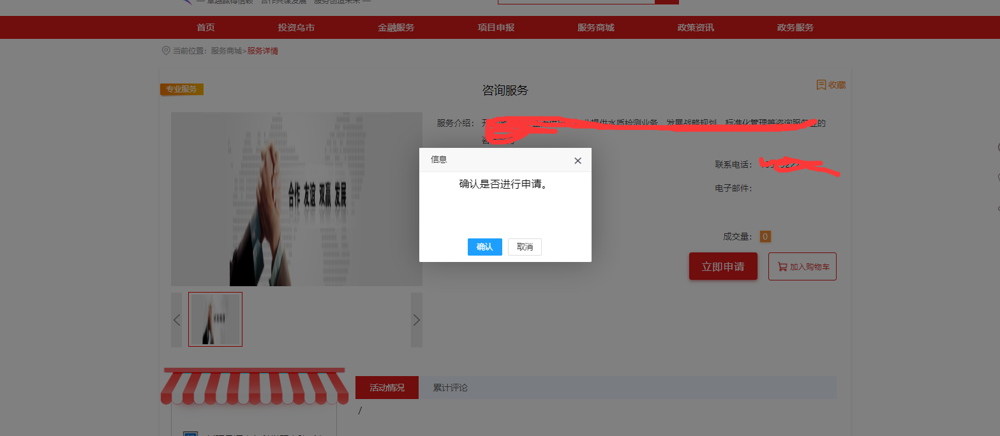 — 卓越赢得信赖 合作共谋发展 服务创造未来 —
首页 投资乌市 金融服务 项目申报 服务商城 政策资讯 政务服务
当前位置：服务商城>服务详情
专业服务
咨询服务
收藏
服务介绍：
提供水质检测业务、发展战略规划、标准化管理等咨询服务
合作 友谊 双赢 发展
信息
确认是否进行申请。
确认 取消
联系电话：
电子邮件：
成交量： 0
立即申请 加入购物车
活动情况 累计评论
/